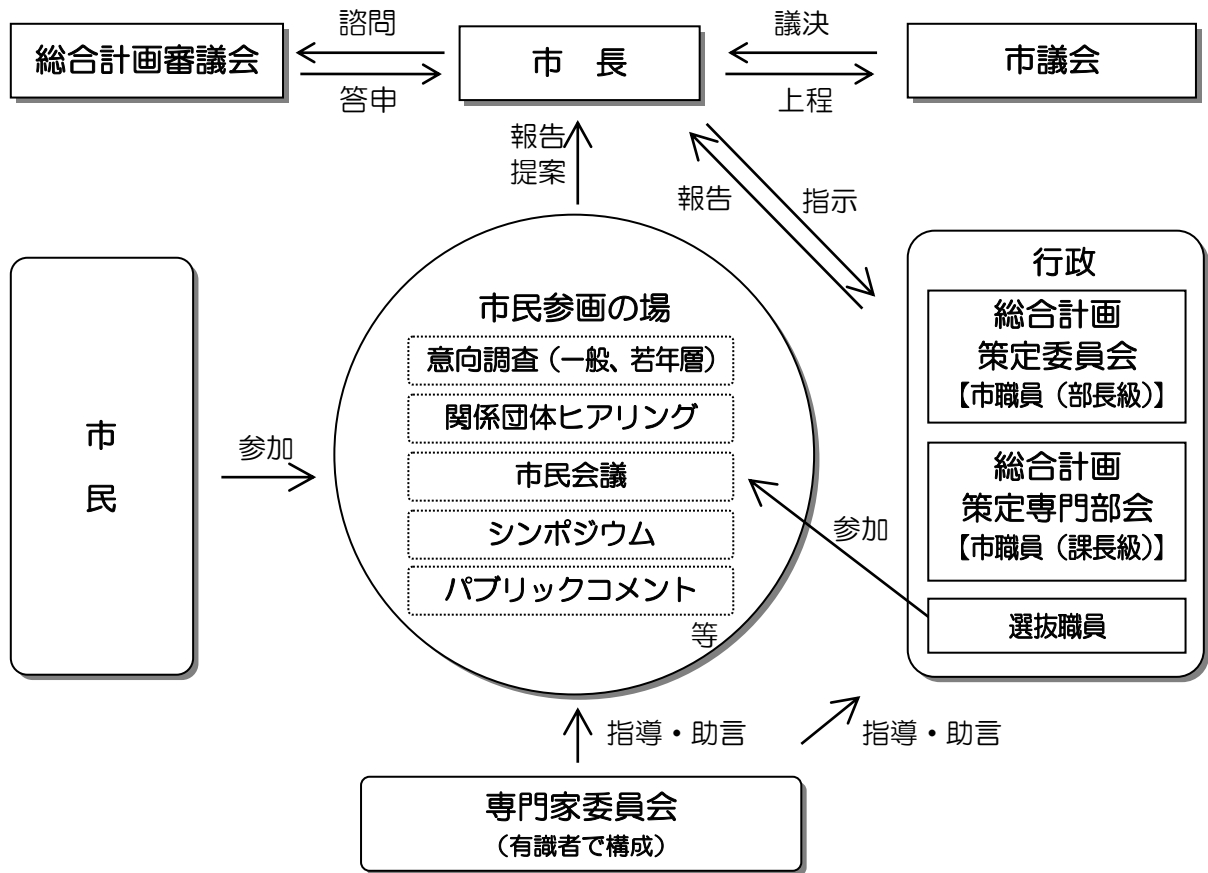 諮問
総合計画審議会
答申
市 長
議決
上程
市議会
報告
提案
報告
指示
市
民
参加
市民参画の場
意向調査(一般、若年層)
関係団体ヒアリング
市民会議
シンポジウム
パブリックコメント
等
行政
総合計画
策定委員会
【市職員(部長級)】
総合計画
策定専門部会
【市職員(課長級)】
選抜職員
参加
指導・助言
指導・助言
専門家委員会
(有識者で構成)